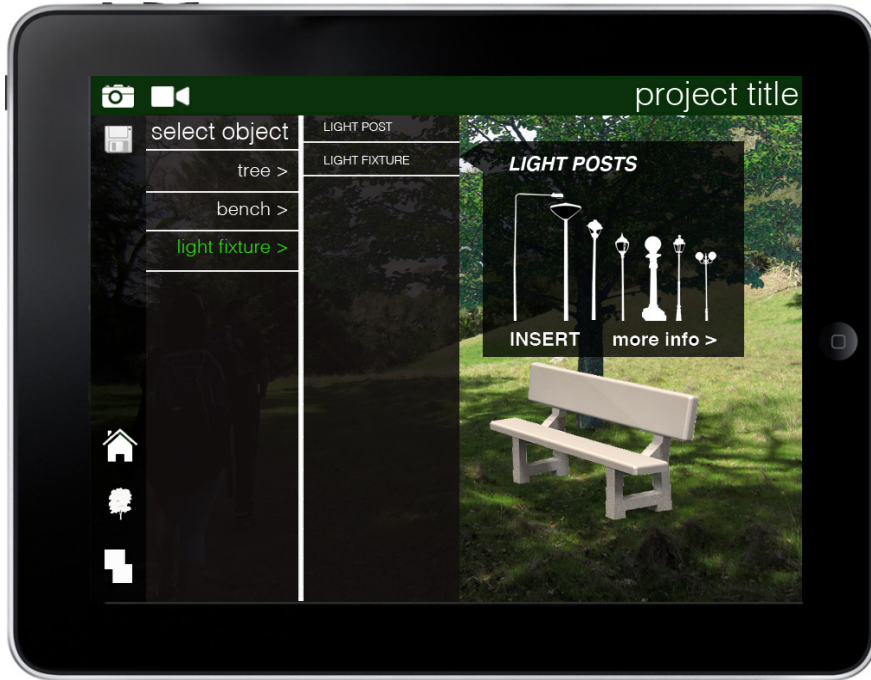 project title
select object
tree >
bench >
light fixture >
LIGHT POST
LIGHT FIXTURE
LIGHT POSTS
INSERT more info >